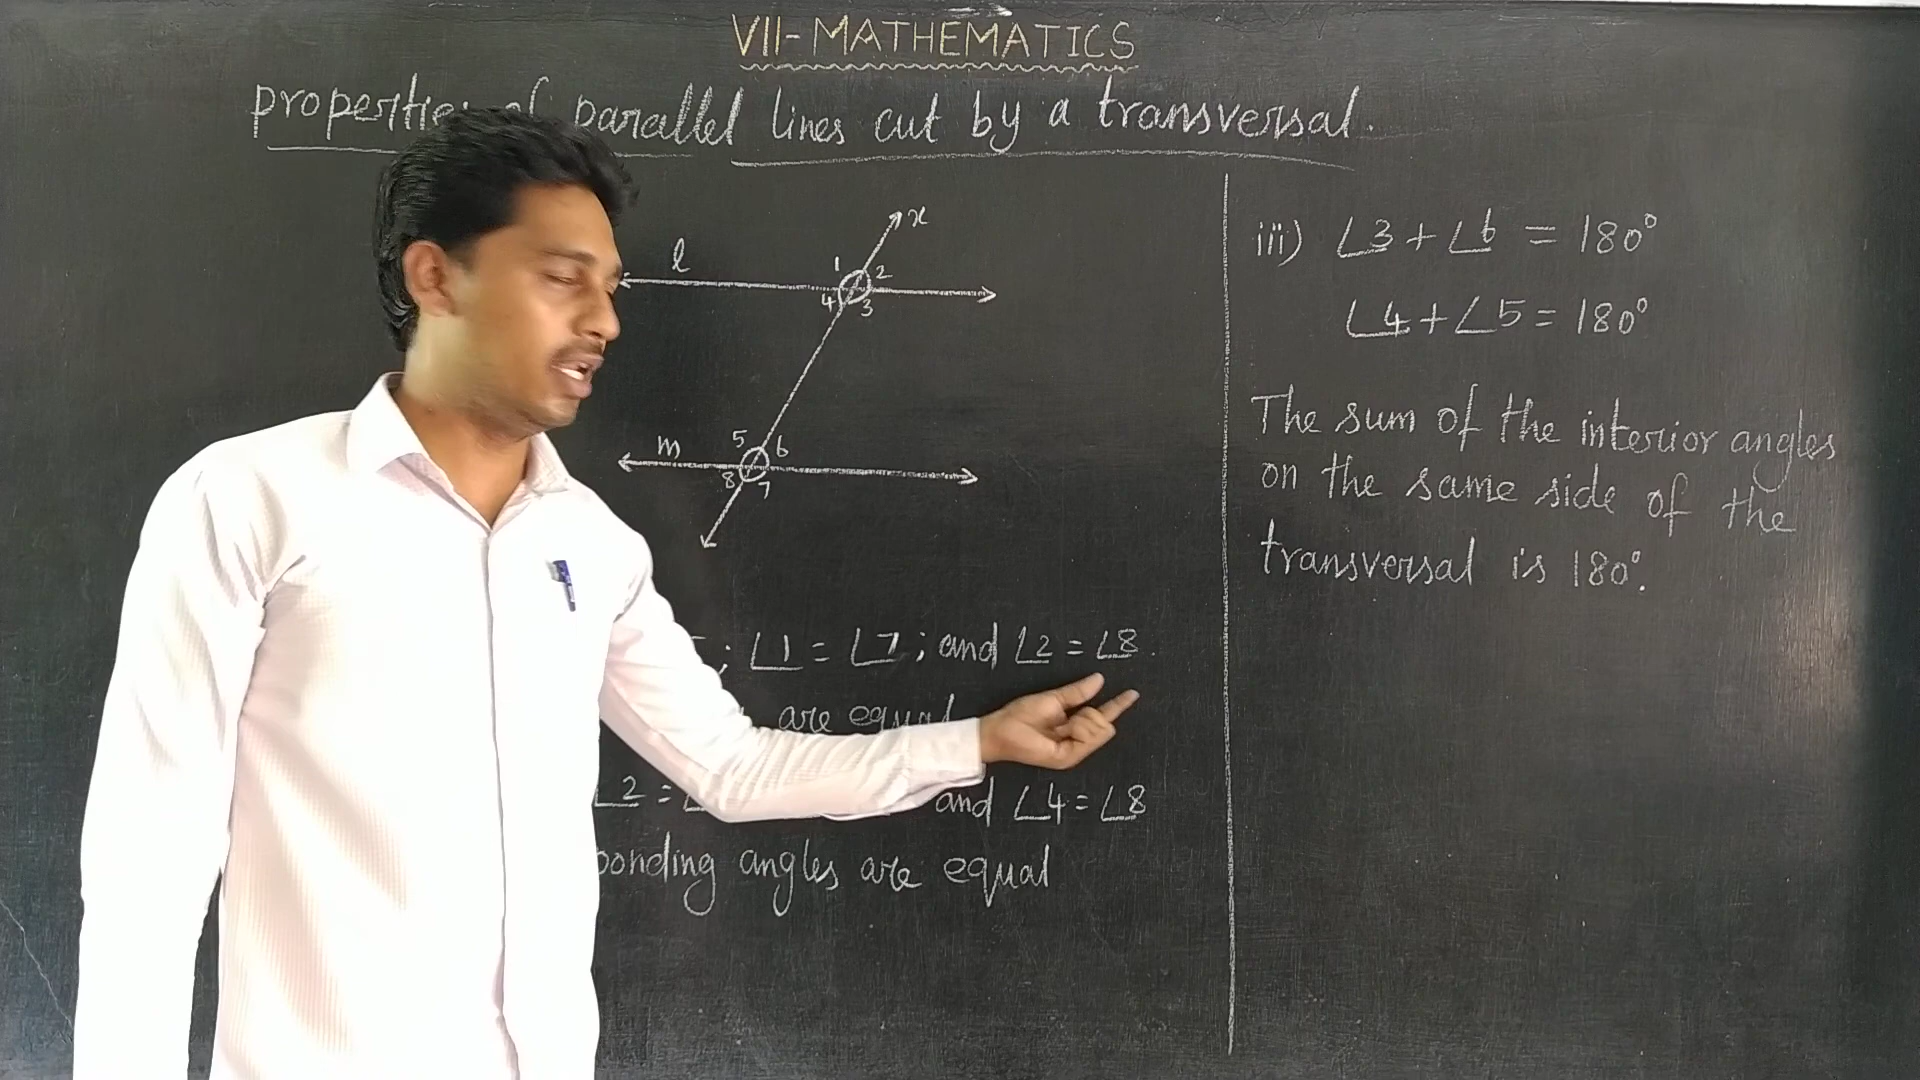 VII-MATHEMATICS
of parallel lines cut by a transversal.
x
l
1 2
4 3
m
5 6
8 7
; ∠1 = ∠7 ; and ∠2 = ∠8.
are equal
∠2 = and ∠4 = ∠8
angles are equal
iii) ∠3 + ∠6 = 180°
∠4 + ∠5 = 180°
The sum of the interior angles
on the same side of the
transversal is 180°.